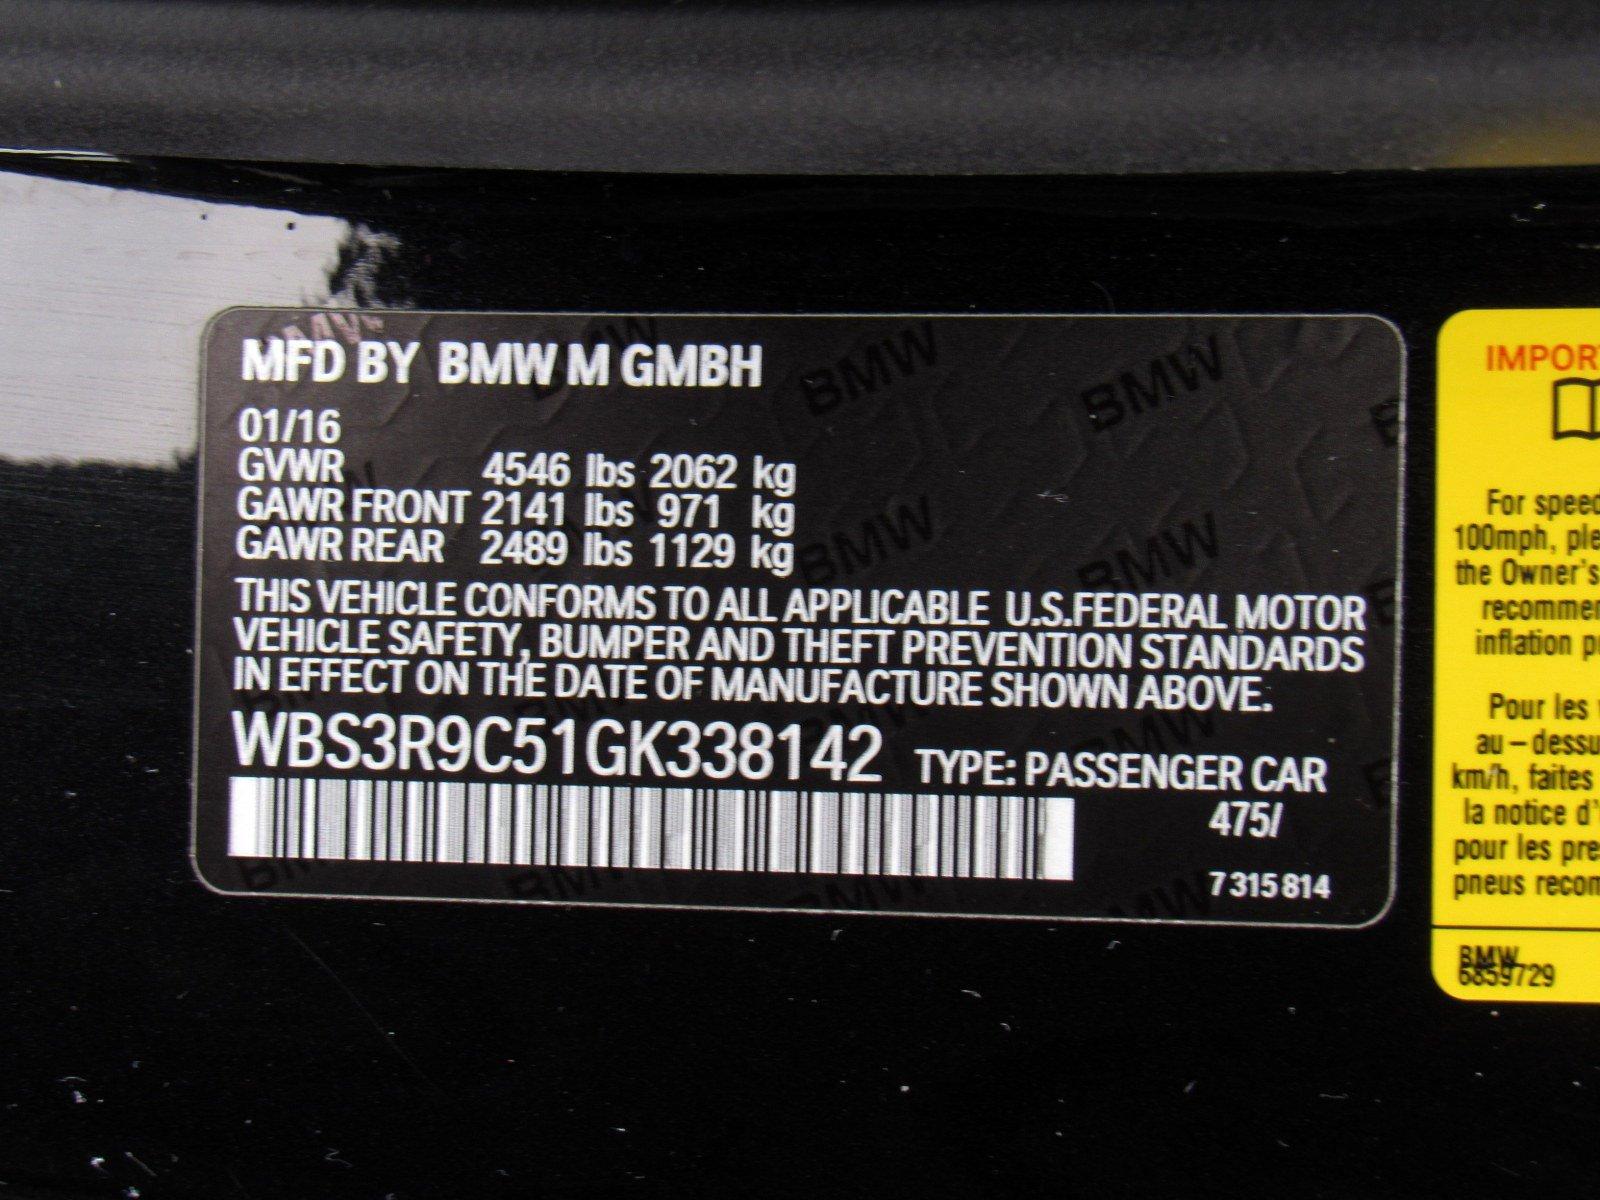 MFD BY BMW M GMBH
01/16
GVWR 4546 lbs 2062 kg
GAWR FRONT 2141 lbs 971 kg
GAWR REAR 2489 lbs 1129 kg
THIS VEHICLE CONFORMS TO ALL APPLICABLE U.S.FEDERAL MOTOR
VEHICLE SAFETY, BUMPER AND THEFT PREVENTION STANDARDS
IN EFFECT ON THE DATE OF MANUFACTURE SHOWN ABOVE.
WBS3R9C51GK338142 TYPE: PASSENGER CAR
475/
7 315 814
For
100mph,
the Owner's
inflation
Pour les
km/h, faites
la notice
pour les
pneus
BMW
6859729